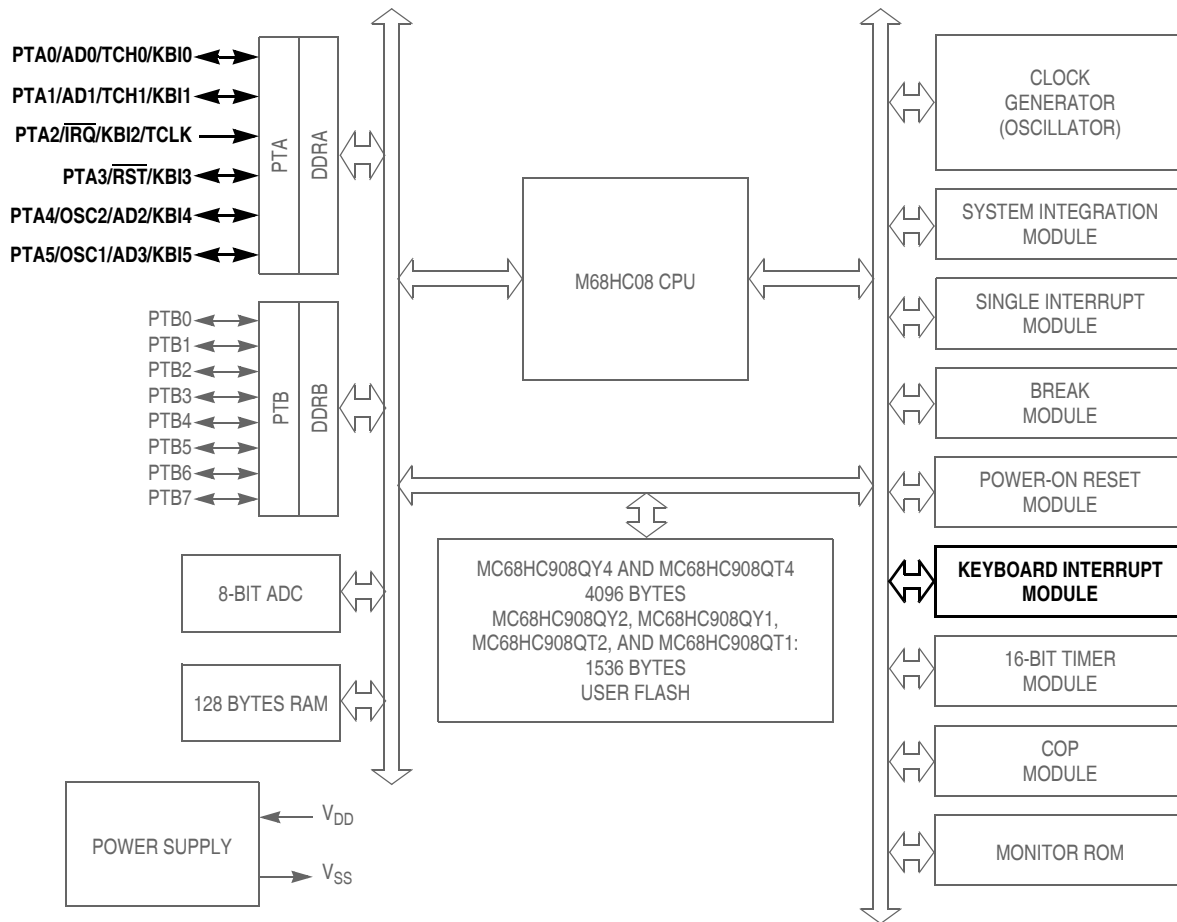 PTA0/AD0/TCH0/KBI0
PTA1/AD1/TCH1/KBI1
PTA2/I̅R̅Q̅/KBI2/TCLK
PTA3/R̅S̅T̅/KBI3
PTA4/OSC2/AD2/KBI4
PTA5/OSC1/AD3/KBI5
PTA
DDRA
PTB0
PTB1
PTB2
PTB3
PTB4
PTB5
PTB6
PTB7
PTB
DDRB
8-BIT ADC
128 BYTES RAM
POWER SUPPLY
VDD
VSS
M68HC08 CPU
MC68HC908QY4 AND MC68HC908QT4
4096 BYTES
MC68HC908QY2, MC68HC908QY1,
MC68HC908QT2, AND MC68HC908QT1:
1536 BYTES
USER FLASH
CLOCK
GENERATOR
(OSCILLATOR)
SYSTEM INTEGRATION
MODULE
SINGLE INTERRUPT
MODULE
BREAK
MODULE
POWER-ON RESET
MODULE
KEYBOARD INTERRUPT
MODULE
16-BIT TIMER
MODULE
COP
MODULE
MONITOR ROM